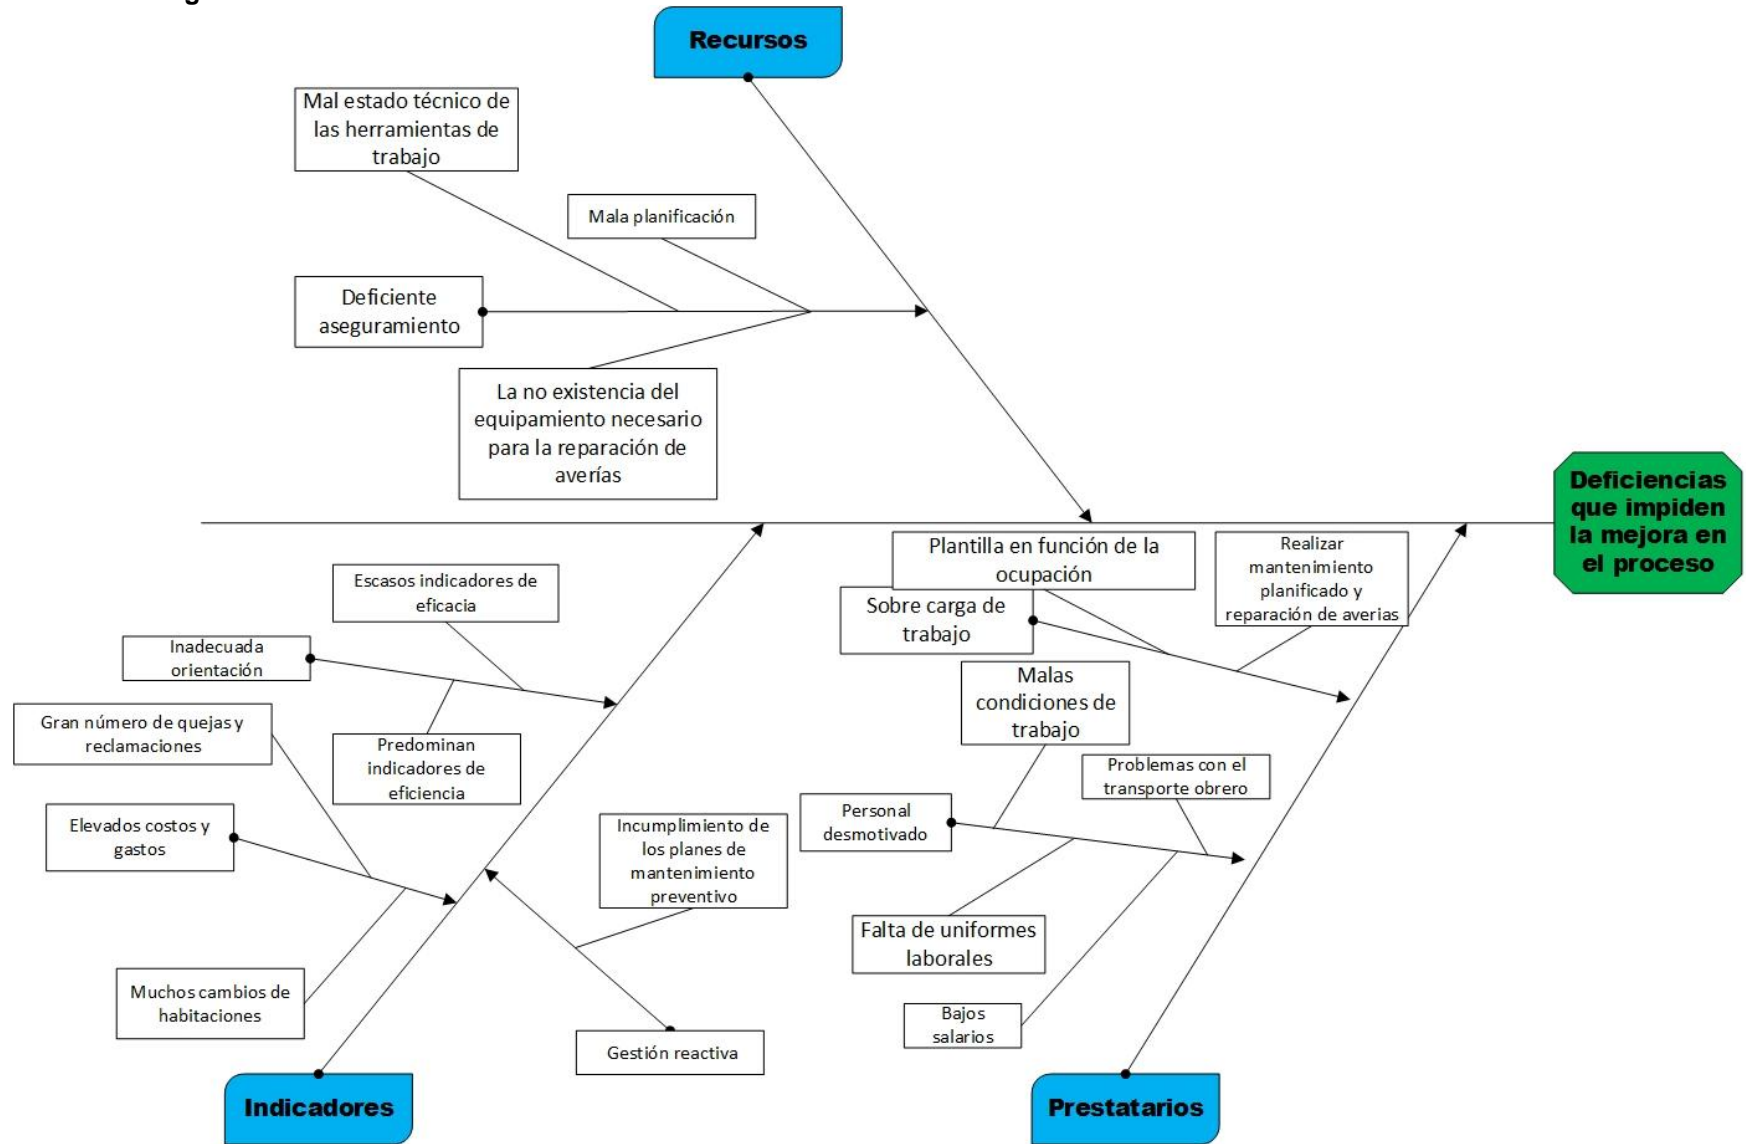 Recursos
Mal estado técnico de
las herramientas de
trabajo
Mala planificación
Deficiente
aseguramiento
La no existencia del
equipamiento necesario
para la reparación de
averías
Deficiencias
que impiden
la mejora en
el proceso
Plantilla en función de la
ocupación
Realizar
mantenimiento
planificado y
reparación de averias
Sobre carga de
trabajo
Escasos indicadores de
eficacia
Inadecuada
orientación
Gran número de quejas y
reclamaciones
Predominan
indicadores de
eficiencia
Malas
condiciones de
trabajo
Problemas con el
transporte obrero
Elevados costos y
gastos
Incumplimiento de
los planes de
mantenimiento
preventivo
Personal
desmotivado
Falta de uniformes
laborales
Muchos cambios de
habitaciones
Bajos
salarios
Gestión reactiva
Indicadores
Prestatarios